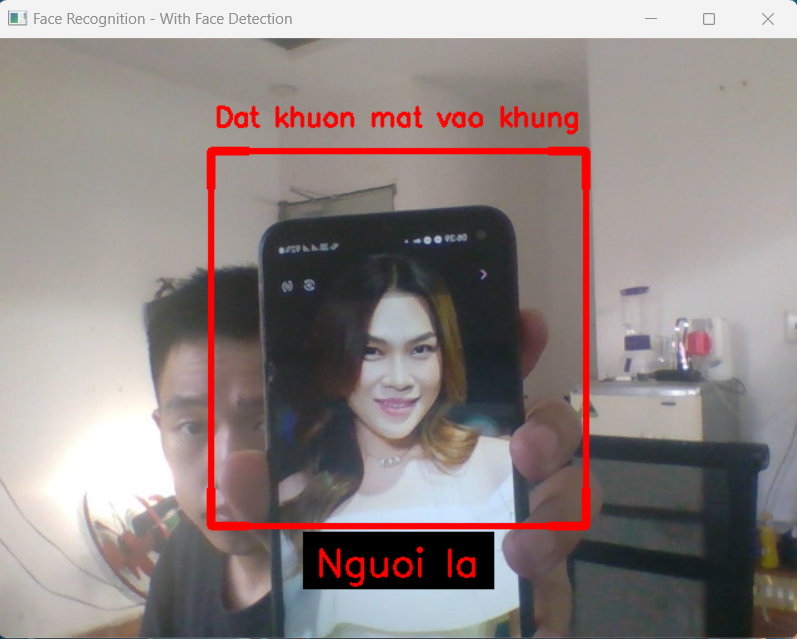 Face Recognition - With Face Detection
Dat khuon mat vao khung
Nguoi la